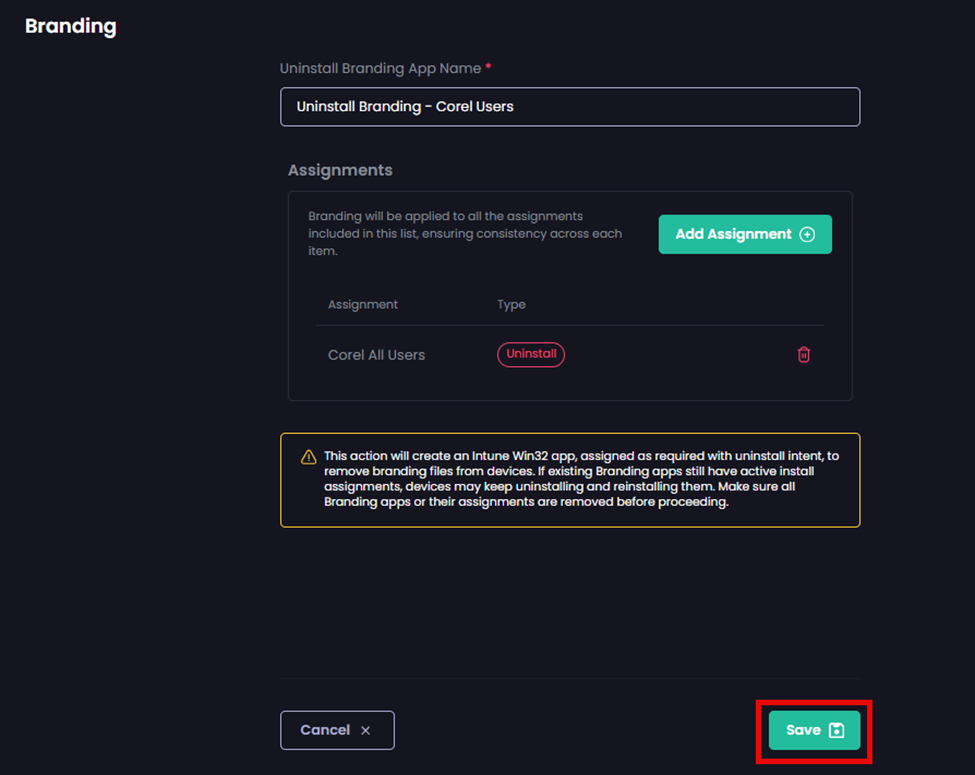 Branding
Uninstall Branding App Name *
Uninstall Branding - Corel Users
Assignments
Branding will be applied to all the assignments
included in this list, ensuring consistency across each
item.
Add Assignment
Assignment Type
Corel All Users Uninstall
This action will create an Intune Win32 app, assigned as required with uninstall intent, to
remove branding files from devices. If existing Branding apps still have active install
assignments, devices may keep uninstalling and reinstalling them. Make sure all
Branding apps or their assignments are removed before proceeding.
Cancel Save